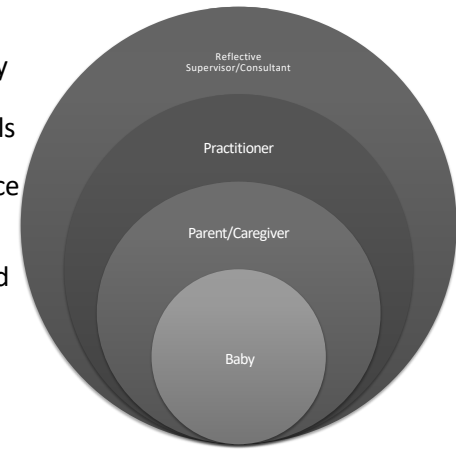 Reflective
Supervisor/Consultant
Practitioner
Parent/Caregiver
Baby